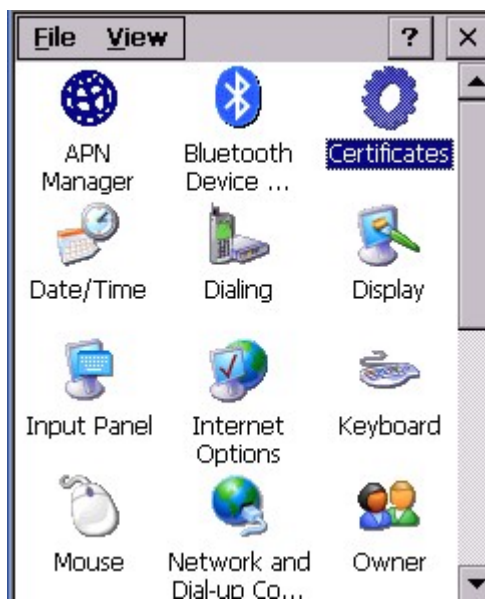 File View ? ×
APN Manager
Bluetooth Device ...
Certificates
Date/Time
Dialing
Display
Input Panel
Internet Options
Keyboard
Mouse
Network and Dial-up Co...
Owner